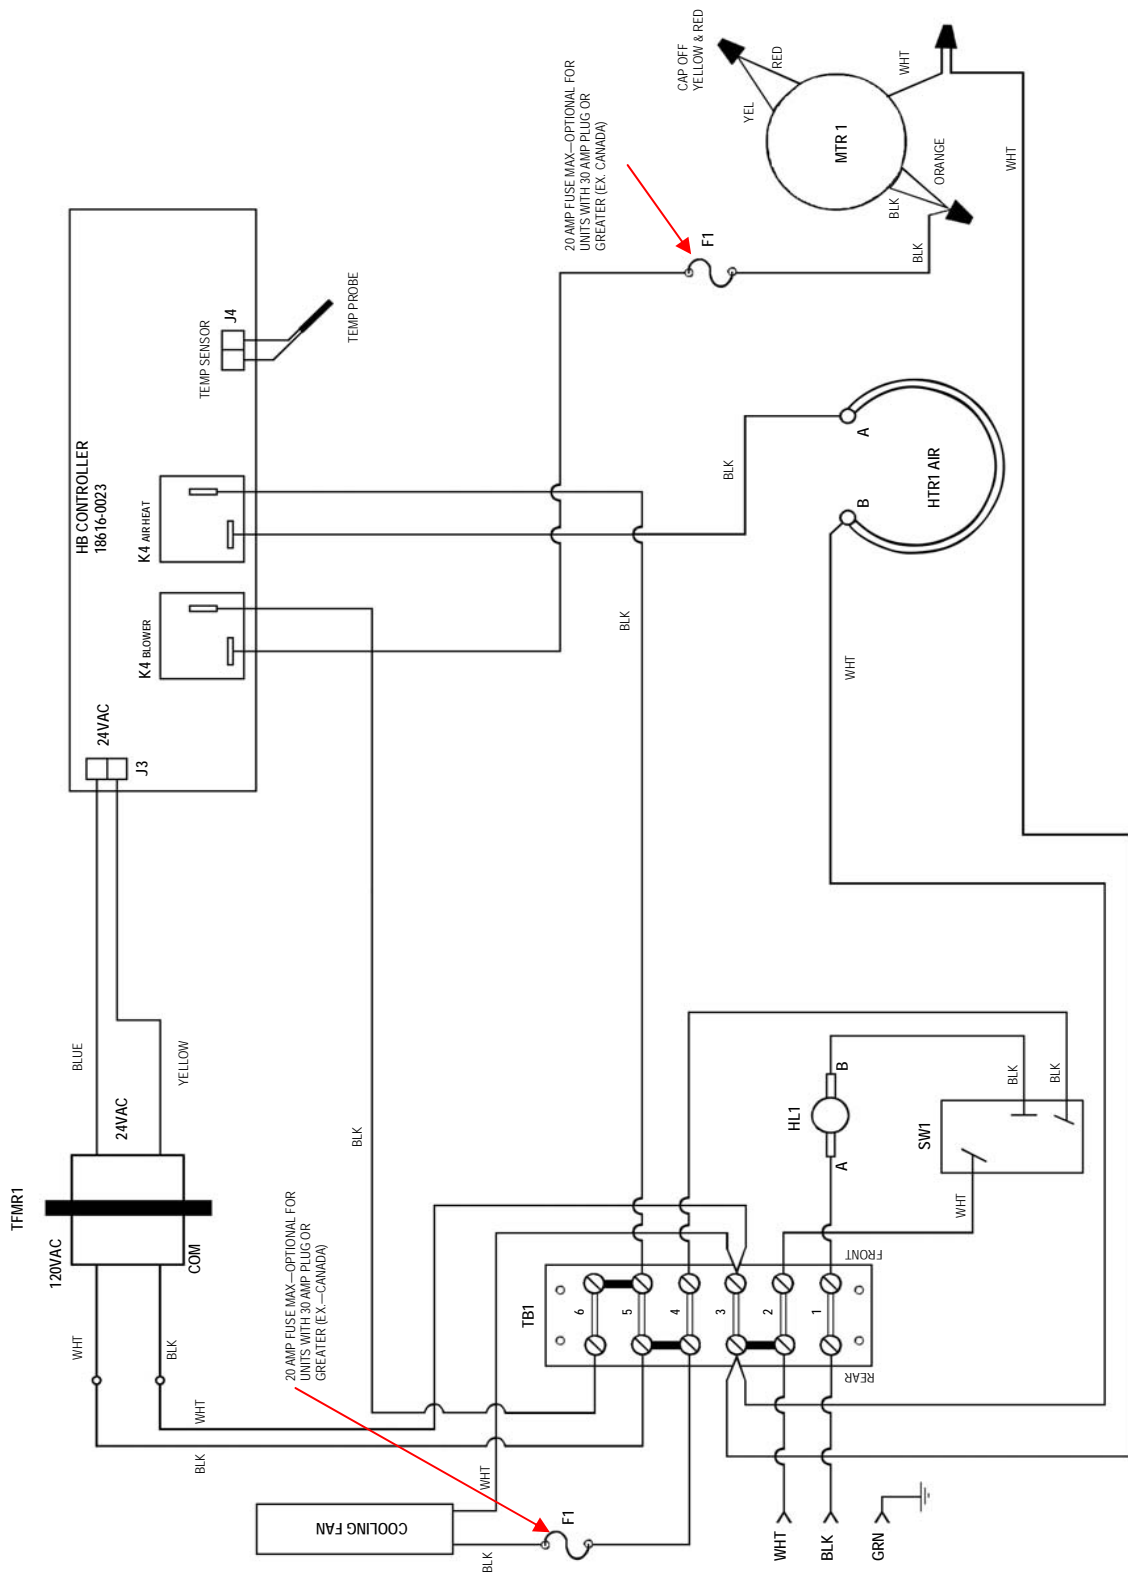 TFMR1
120VAC
COM
24VAC
WHT
BLK
WHT
BLK
BLUE
YELLOW
24VAC
J3
HB CONTROLLER
18616-0023
K4 BLOWER
K4 AIR HEAT
TEMP SENSOR
J4
TEMP PROBE
20 AMP FUSE MAX—OPTIONAL FOR
UNITS WITH 30 AMP PLUG OR
GREATER (EX. CANADA)
F1
CAP OFF
YELLOW & RED
YEL
RED
MTR 1
WHT
BLK
ORANGE
BLK
WHT
BLK
A
B
HTR1 AIR
WHT
BLK
BLK
20 AMP FUSE MAX—OPTIONAL FOR
UNITS WITH 30 AMP PLUG OR
GREATER (EX.—CANADA)
COOLING FAN
WHT
BLK
F1
TB1
6
5
4
3
2
1
FRONT
REAR
HL1
A
B
SW1
WHT
BLK
BLK
WHT
BLK
GRN